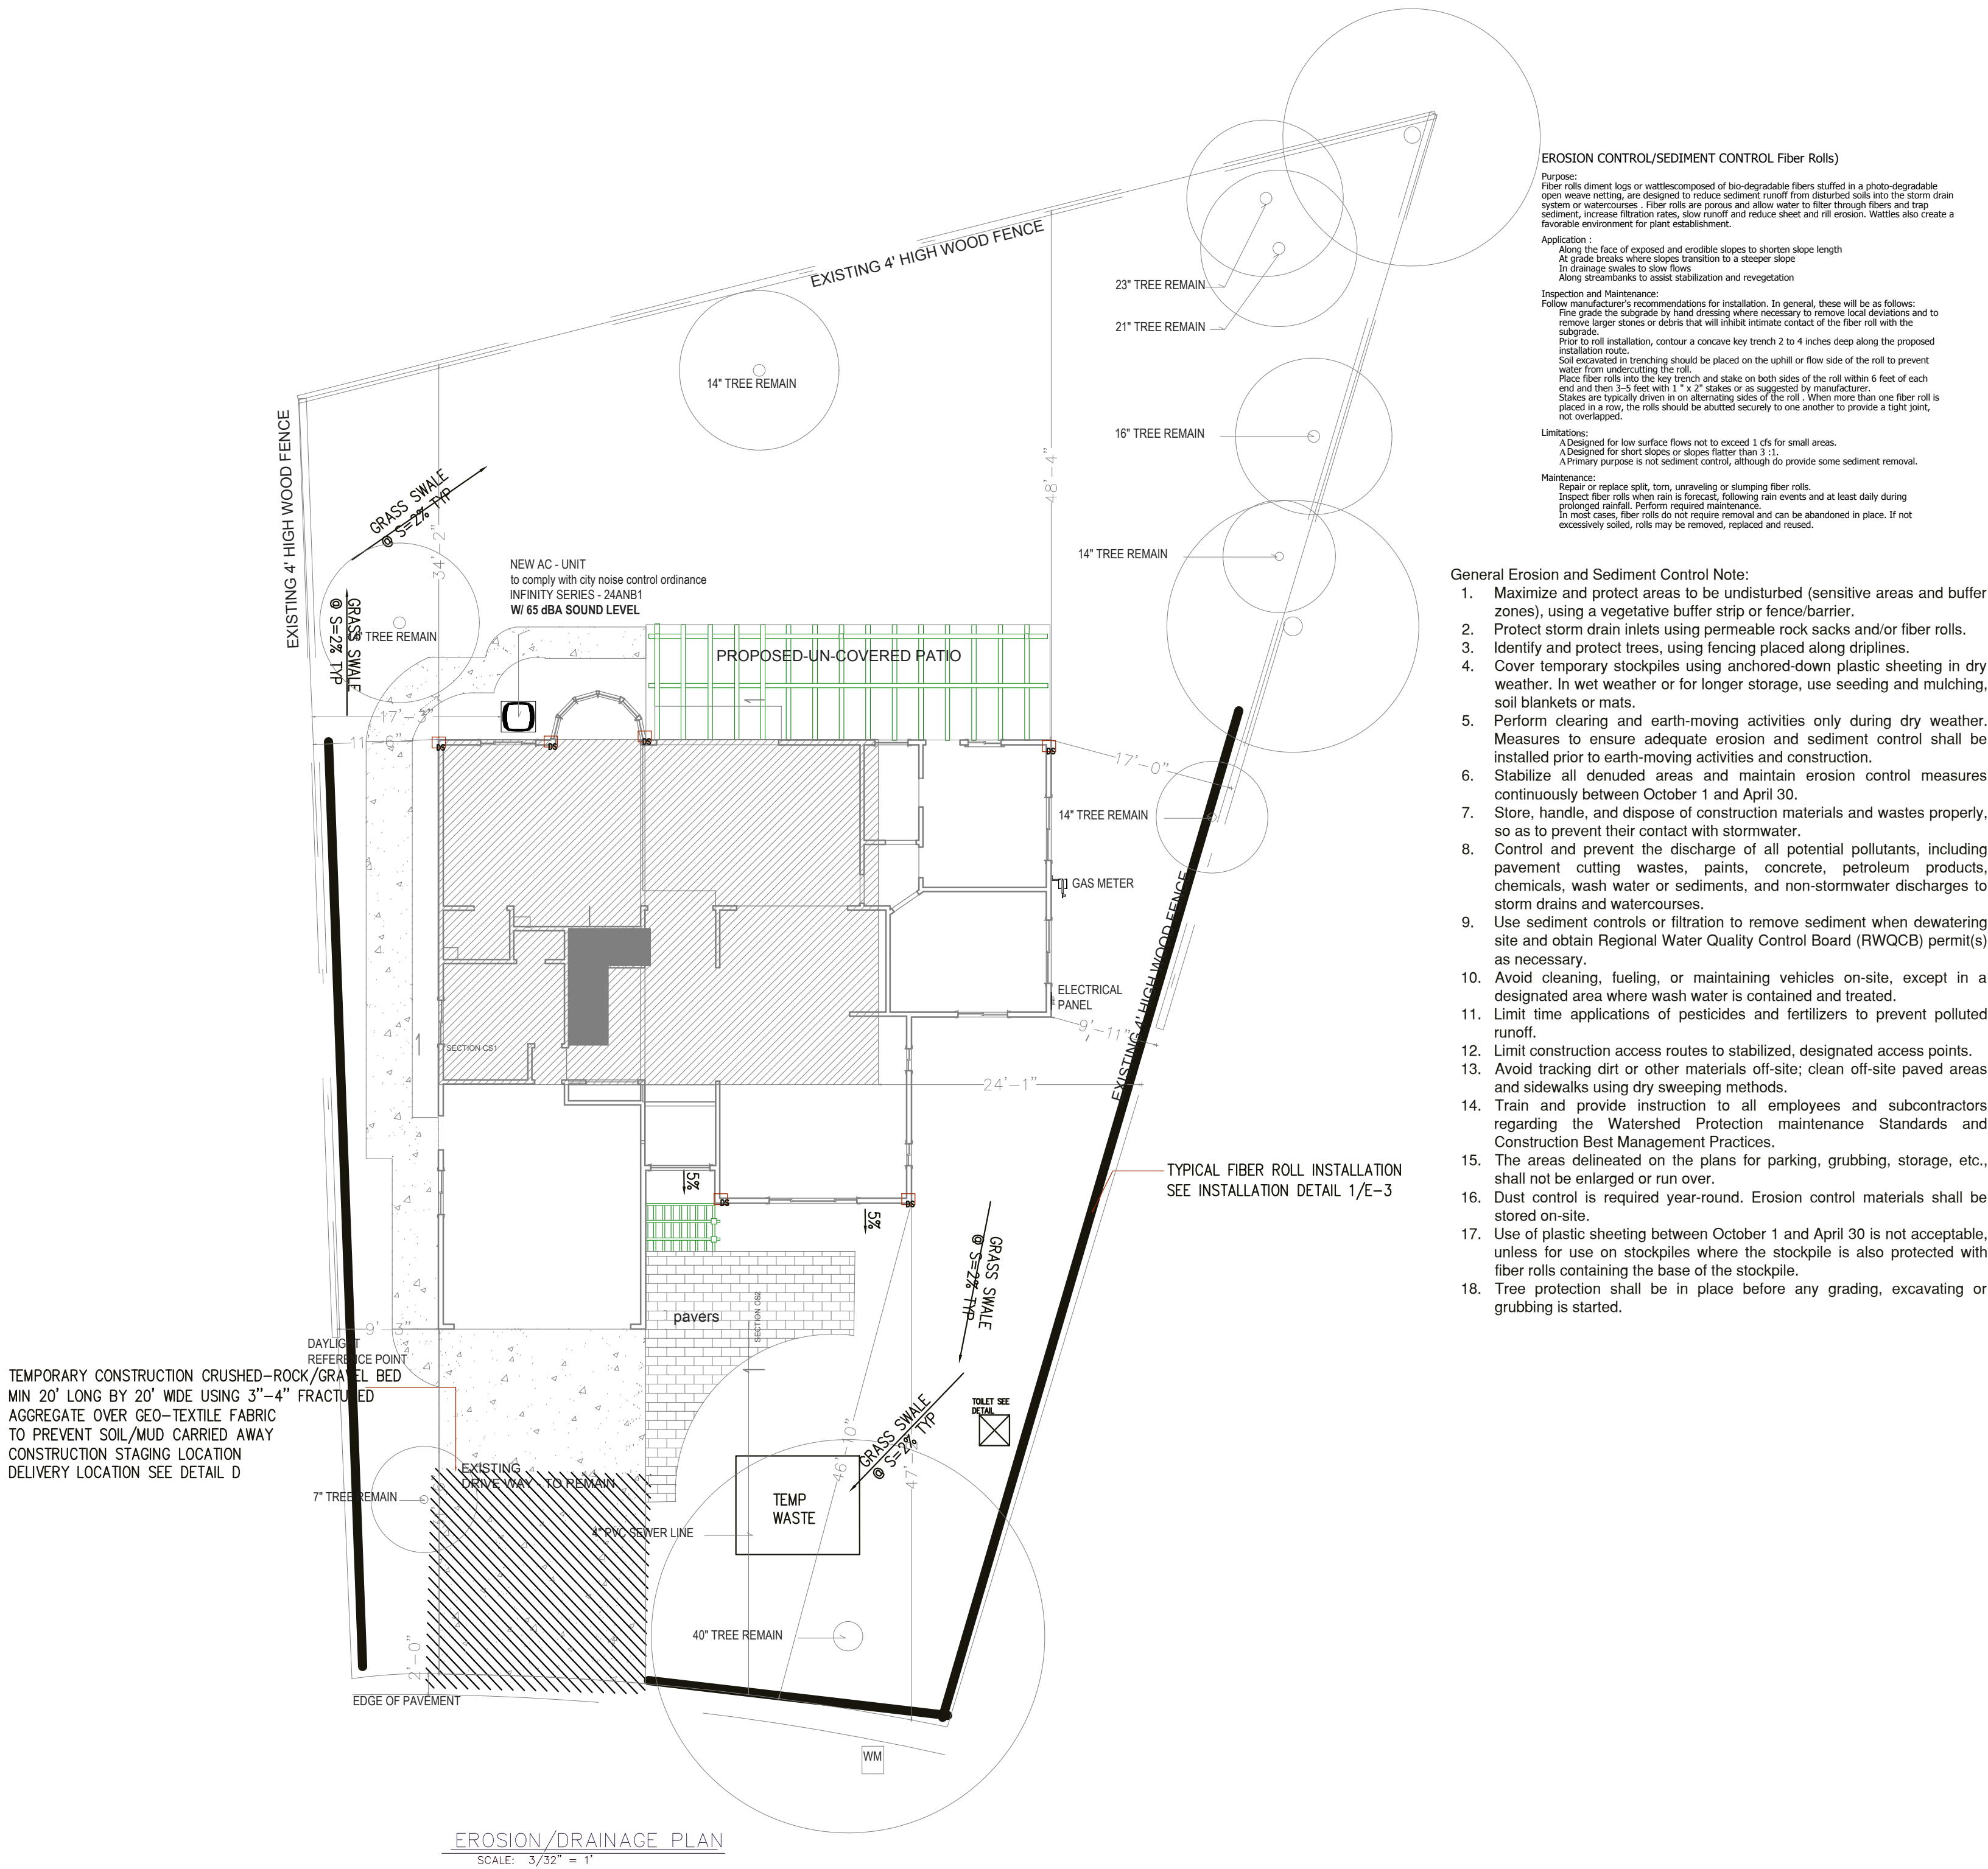 EXISTING 4' HIGH WOOD FENCE
23" TREE REMAIN
21" TREE REMAIN
14" TREE REMAIN
16" TREE REMAIN
48'-4"
EXISTING 4' HIGH WOOD FENCE
GRASS SWALE
@ S=2% TYP
34'-2"
14" TREE REMAIN
NEW AC - UNIT
to comply with city noise control ordinance
INFINITY SERIES - 24ANB1
W/ 65 dBA SOUND LEVEL
GRASS SWALE
@ S=2% TYP
TREE REMAIN
PROPOSED-UN-COVERED PATIO
1
17'-3"
11'-6"
DS
DS
DS
DS
17'-0"
14" TREE REMAIN
GAS METER
EXISTING 4' HIGH WOOD FENCE
ELECTRICAL
PANEL
9'-11"
1
SECTION CS1
24'-1"
TYPICAL FIBER ROLL INSTALLATION
SEE INSTALLATION DETAIL 1/E-3
5%
DS
DS
5%
GRASS SWALE
@ S=2% TYP
pavers
SECTION CS2
1
9'-3"
DAYLIGHT
REFERENCE POINT
TEMPORARY CONSTRUCTION CRUSHED-ROCK/GRAVEL BED
MIN 20' LONG BY 20' WIDE USING 3"-4" FRACTURED
AGGREGATE OVER GEO-TEXTILE FABRIC
TO PREVENT SOIL/MUD CARRIED AWAY
CONSTRUCTION STAGING LOCATION
DELIVERY LOCATION SEE DETAIL D
TOILET SEE
DETAIL
GRASS SWALE
@ S=2% TYP
46'-10"
47'-
EXISTING
DRIVE WAY - TO REMAIN
7" TREE REMAIN
TEMP
WASTE
4" PVC SEWER LINE
40" TREE REMAIN
2'-0"
EDGE OF PAVEMENT
WM
EROSION/DRAINAGE PLAN
SCALE: 3/32" = 1'
EROSION CONTROL/SEDIMENT CONTROL Fiber Rolls)
Purpose:
Fiber rolls diment logs or wattlescomposed of bio-degradable fibers stuffed in a photo-degradable
open weave netting, are designed to reduce sediment runoff from disturbed soils into the storm drain
system or watercourses . Fiber rolls are porous and allow water to filter through fibers and trap
sediment, increase filtration rates, slow runoff and reduce sheet and rill erosion. Wattles also create a
favorable environment for plant establishment.
Application :
Along the face of exposed and erodible slopes to shorten slope length
At grade breaks where slopes transition to a steeper slope
In drainage swales to slow flows
Along streambanks to assist stabilization and revegetation
Inspection and Maintenance:
Follow manufacturer's recommendations for installation. In general, these will be as follows:
Fine grade the subgrade by hand dressing where necessary to remove local deviations and to
remove larger stones or debris that will inhibit intimate contact of the fiber roll with the
subgrade.
Prior to roll installation, contour a concave key trench 2 to 4 inches deep along the proposed
installation route.
Soil excavated in trenching should be placed on the uphill or flow side of the roll to prevent
water from undercutting the roll.
Place fiber rolls into the key trench and stake on both sides of the roll within 6 feet of each
end and then 3–5 feet with 1 " x 2" stakes or as suggested by manufacturer.
Stakes are typically driven in on alternating sides of the roll . When more than one fiber roll is
placed in a row, the rolls should be abutted securely to one another to provide a tight joint,
not overlapped.
Limitations:
A Designed for low surface flows not to exceed 1 cfs for small areas.
A Designed for short slopes or slopes flatter than 3 :1.
A Primary purpose is not sediment control, although do provide some sediment removal.
Maintenance:
Repair or replace split, torn, unraveling or slumping fiber rolls.
Inspect fiber rolls when rain is forecast, following rain events and at least daily during
prolonged rainfall. Perform required maintenance.
In most cases, fiber rolls do not require removal and can be abandoned in place. If not
excessively soiled, rolls may be removed, replaced and reused.
General Erosion and Sediment Control Note:
1. Maximize and protect areas to be undisturbed (sensitive areas and buffer
zones), using a vegetative buffer strip or fence/barrier.
2. Protect storm drain inlets using permeable rock sacks and/or fiber rolls.
3. Identify and protect trees, using fencing placed along driplines.
4. Cover temporary stockpiles using anchored-down plastic sheeting in dry
weather. In wet weather or for longer storage, use seeding and mulching,
soil blankets or mats.
5. Perform clearing and earth-moving activities only during dry weather.
Measures to ensure adequate erosion and sediment control shall be
installed prior to earth-moving activities and construction.
6. Stabilize all denuded areas and maintain erosion control measures
continuously between October 1 and April 30.
7. Store, handle, and dispose of construction materials and wastes properly,
so as to prevent their contact with stormwater.
8. Control and prevent the discharge of all potential pollutants, including
pavement cutting wastes, paints, concrete, petroleum products,
chemicals, wash water or sediments, and non-stormwater discharges to
storm drains and watercourses.
9. Use sediment controls or filtration to remove sediment when dewatering
site and obtain Regional Water Quality Control Board (RWQCB) permit(s)
as necessary.
10. Avoid cleaning, fueling, or maintaining vehicles on-site, except in a
designated area where wash water is contained and treated.
11. Limit time applications of pesticides and fertilizers to prevent polluted
runoff.
12. Limit construction access routes to stabilized, designated access points.
13. Avoid tracking dirt or other materials off-site; clean off-site paved areas
and sidewalks using dry sweeping methods.
14. Train and provide instruction to all employees and subcontractors
regarding the Watershed Protection maintenance Standards and
Construction Best Management Practices.
15. The areas delineated on the plans for parking, grubbing, storage, etc.,
shall not be enlarged or run over.
16. Dust control is required year-round. Erosion control materials shall be
stored on-site.
17. Use of plastic sheeting between October 1 and April 30 is not acceptable,
unless for use on stockpiles where the stockpile is also protected with
fiber rolls containing the base of the stockpile.
18. Tree protection shall be in place before any grading, excavating or
grubbing is started.